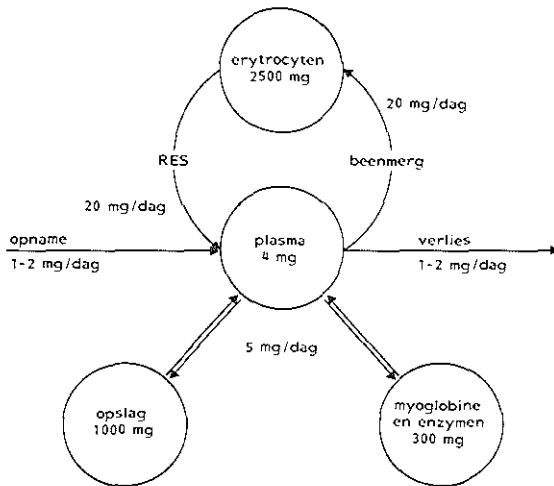 erytrocyten
2500 mg
20 mg/dag
RES
beenmerg
20 mg/dag
opname
1-2 mg/dag
plasma
4 mg
verlies
1-2 mg/dag
5 mg/dag
opslag
1000 mg
myoglobine
en enzymen
300 mg